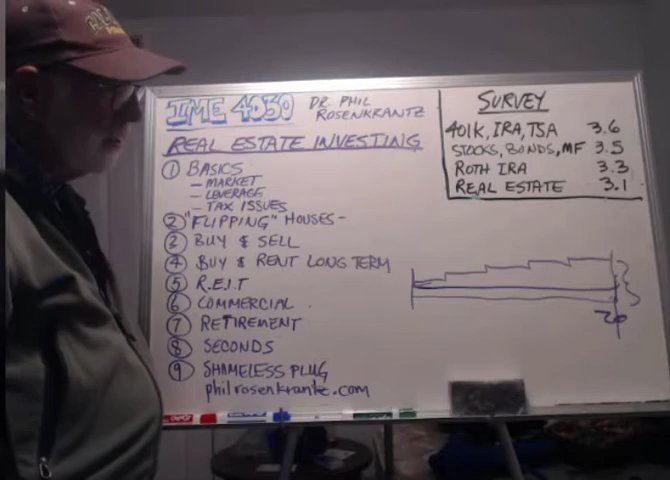 IME 4030
DR. PHIL
ROSENKRANTZ
REAL ESTATE INVESTING
① BASICS
– MARKET
– LEVERAGE
– TAX ISSUES
② "FLIPPING" HOUSES –
② BUY & SELL
④ BUY & RENT LONG TERM
⑤ R.E.I.T
⑥ COMMERCIAL
⑦ RETIREMENT
⑧ SECONDS
⑨ SHAMELESS PLUG
philrosenkrantz.com
SURVEY
401K, IRA, TSA 3.6
STOCKS, BONDS, MF 3.5
ROTH IRA 3.3
REAL ESTATE 3.1
20
EXPO